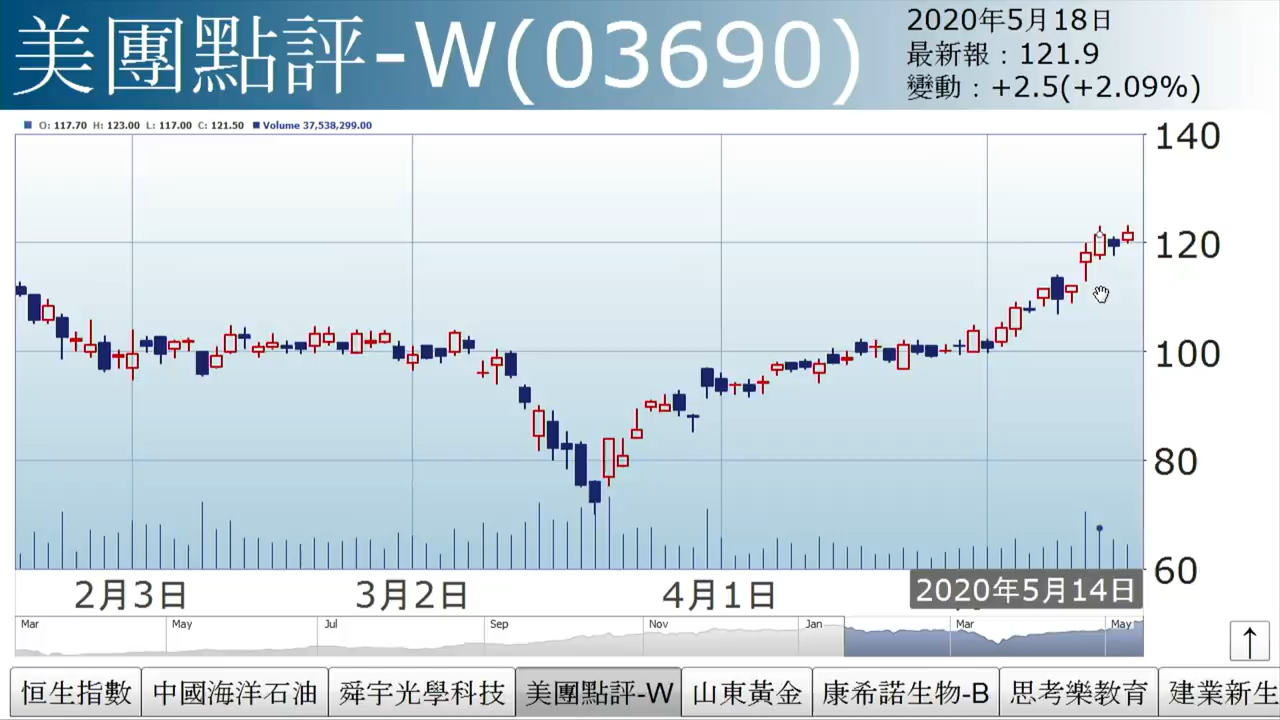 美團點評-W(03690)
2020年5月18日
最新報：121.9
變動：+2.5(+2.09%)
O: 117.70 H: 123.00 L: 117.00 C: 121.50 Volume 37,538,299.00
140
120
100
80
60
2月3日 3月2日 4月1日 2020年5月14日
Mar May Jul Sep Nov Jan Mar May
↑
恒生指數 中國海洋石油 舜宇光學科技 美團點評-W 山東黃金 康希諾生物-B 思考樂教育 建業新生